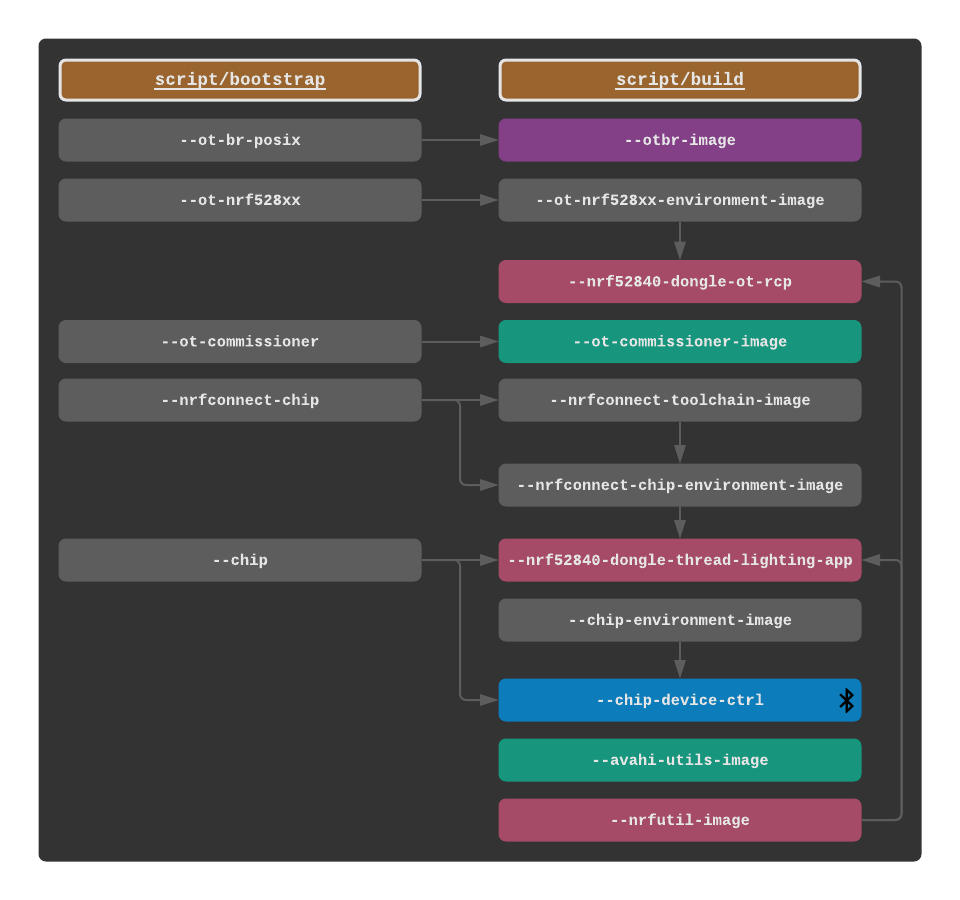 script/bootstrap
script/build
--ot-br-posix
--otbr-image
--ot-nrf528xx
--ot-nrf528xx-environment-image
--nrf52840-dongle-ot-rcp
--ot-commissioner
--ot-commissioner-image
--nrfconnect-chip
--nrfconnect-toolchain-image
--nrfconnect-chip-environment-image
--chip
--nrf52840-dongle-thread-lighting-app
--chip-environment-image
--chip-device-ctrl
--avahi-utils-image
--nrfutil-image